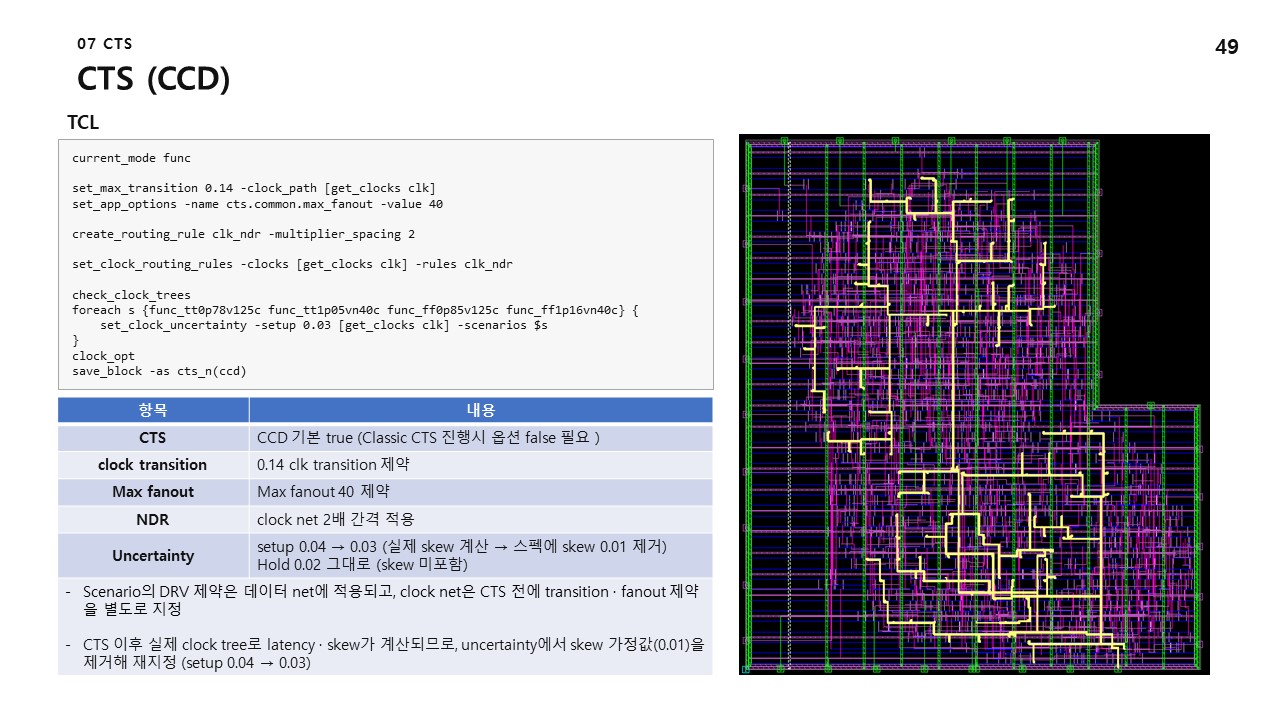 07 CTS
49
CTS (CCD)
TCL
current_mode func
set_max_transition 0.14 -clock_path [get_clocks clk]
set_app_options -name cts.common.max_fanout -value 40
create_routing_rule clk_ndr -multiplier_spacing 2
set_clock_routing_rules -clocks [get_clocks clk] -rules clk_ndr
check_clock_trees
foreach s {func_tt0p78v125c func_tt1p05vn40c func_ff0p85v125c func_ff1p16vn40c} {
    set_clock_uncertainty -setup 0.03 [get_clocks clk] -scenarios $s
}
clock_opt
save_block -as cts_n(ccd)
항목 내용
CTS CCD 기본 true (Classic CTS 진행시 옵션 false 필요 )
clock transition 0.14 clk transition 제약
Max fanout Max fanout 40 제약
NDR clock net 2배 간격 적용
Uncertainty setup 0.04 → 0.03 (실제 skew 계산 → 스펙에 skew 0.01 제거)
Hold 0.02 그대로 (skew 미포함)
- Scenario의 DRV 제약은 데이터 net에 적용되고, clock net은 CTS 전에 transition · fanout 제약
을 별도로 지정
- CTS 이후 실제 clock tree로 latency · skew가 계산되므로, uncertainty에서 skew 가정값(0.01)을
제거해 재지정 (setup 0.04 → 0.03)